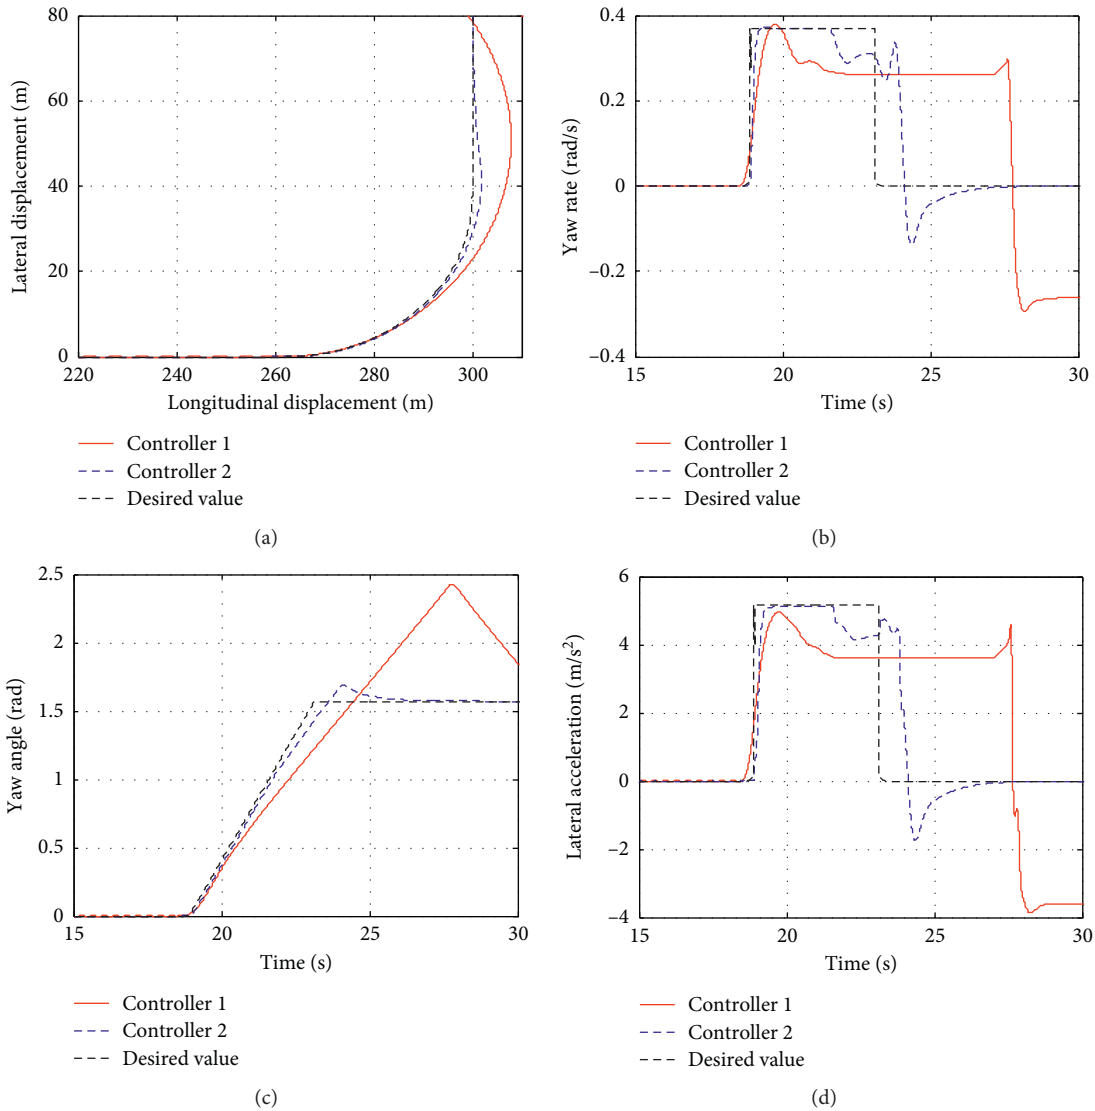 80
60
40
20
0
Lateral displacement (m)
220 240 260 280 300
Longitudinal displacement (m)
Controller 1
Controller 2
Desired value
(a)
0.4
0.2
0
−0.2
−0.4
Yaw rate (rad/s)
15 20 25 30
Time (s)
Controller 1
Controller 2
Desired value
(b)
2.5
2
1.5
1
0.5
0
Yaw angle (rad)
15 20 25 30
Time (s)
Controller 1
Controller 2
Desired value
(c)
6
4
2
0
−2
−4
Lateral acceleration (m/s²)
15 20 25 30
Time (s)
Controller 1
Controller 2
Desired value
(d)